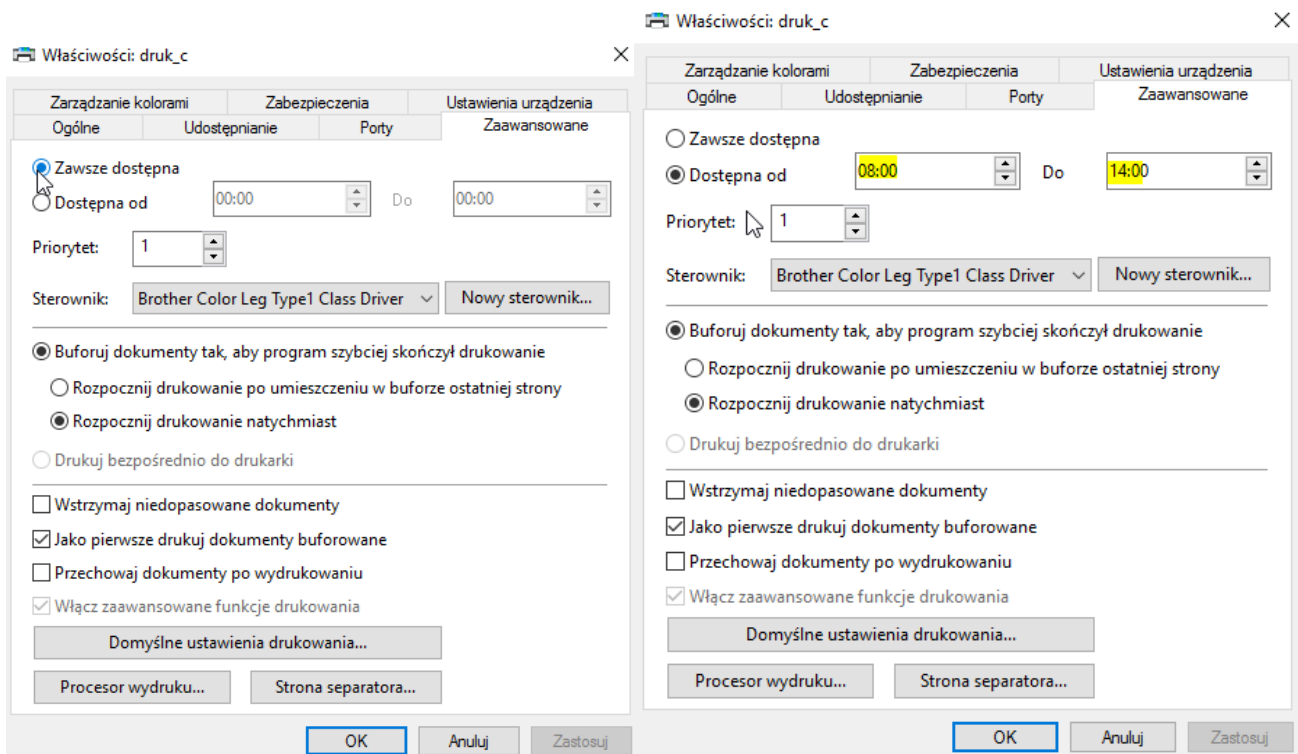 Właściwości: druk_c
Zarządzanie kolorami Zabezpieczenia Ustawienia urządzenia
Ogólne Udostępnianie Porty Zaawansowane
Zawsze dostępna
Dostępna od 00:00 Do 00:00
Priorytet: 1
Sterownik: Brother Color Leg Type1 Class Driver Nowy sterownik...
Buforuj dokumenty tak, aby program szybciej skończył drukowanie
Rozpocznij drukowanie po umieszczeniu w buforze ostatniej strony
Rozpocznij drukowanie natychmiast
Drukuj bezpośrednio do drukarki
Wstrzymaj niedopasowane dokumenty
Jako pierwsze drukuj dokumenty buforowane
Przechowaj dokumenty po wydrukowaniu
Włącz zaawansowane funkcje drukowania
Domyślne ustawienia drukowania...
Procesor wydruku... Strona separatora...
OK Anuluj Zastosuj
Właściwości: druk_c
Zarządzanie kolorami Zabezpieczenia Ustawienia urządzenia
Ogólne Udostępnianie Porty Zaawansowane
Zawsze dostępna
Dostępna od 08:00 Do 14:00
Priorytet: 1
Sterownik: Brother Color Leg Type1 Class Driver Nowy sterownik...
Buforuj dokumenty tak, aby program szybciej skończył drukowanie
Rozpocznij drukowanie po umieszczeniu w buforze ostatniej strony
Rozpocznij drukowanie natychmiast
Drukuj bezpośrednio do drukarki
Wstrzymaj niedopasowane dokumenty
Jako pierwsze drukuj dokumenty buforowane
Przechowaj dokumenty po wydrukowaniu
Włącz zaawansowane funkcje drukowania
Domyślne ustawienia drukowania...
Procesor wydruku... Strona separatora...
OK Anuluj Zastosuj